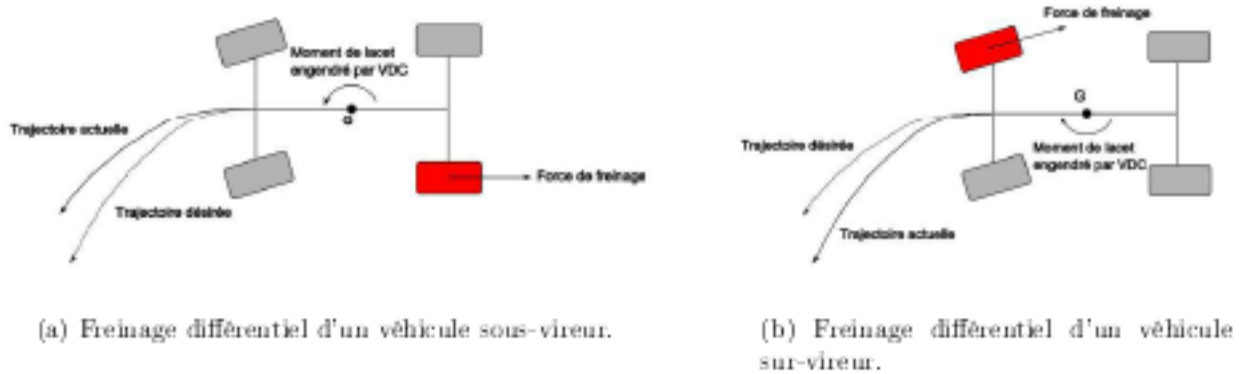 Moment de lacet
engendré par VDC
G
Trajectoire actuelle
Trajectoire désirée
Force de freinage
(a) Freinage différentiel d'un véhicule sous-vireur.
Force de freinage
G
Moment de lacet
engendré par VDC
Trajectoire désirée
Trajectoire actuelle
(b) Freinage différentiel d'un véhicule
sur-vireur.